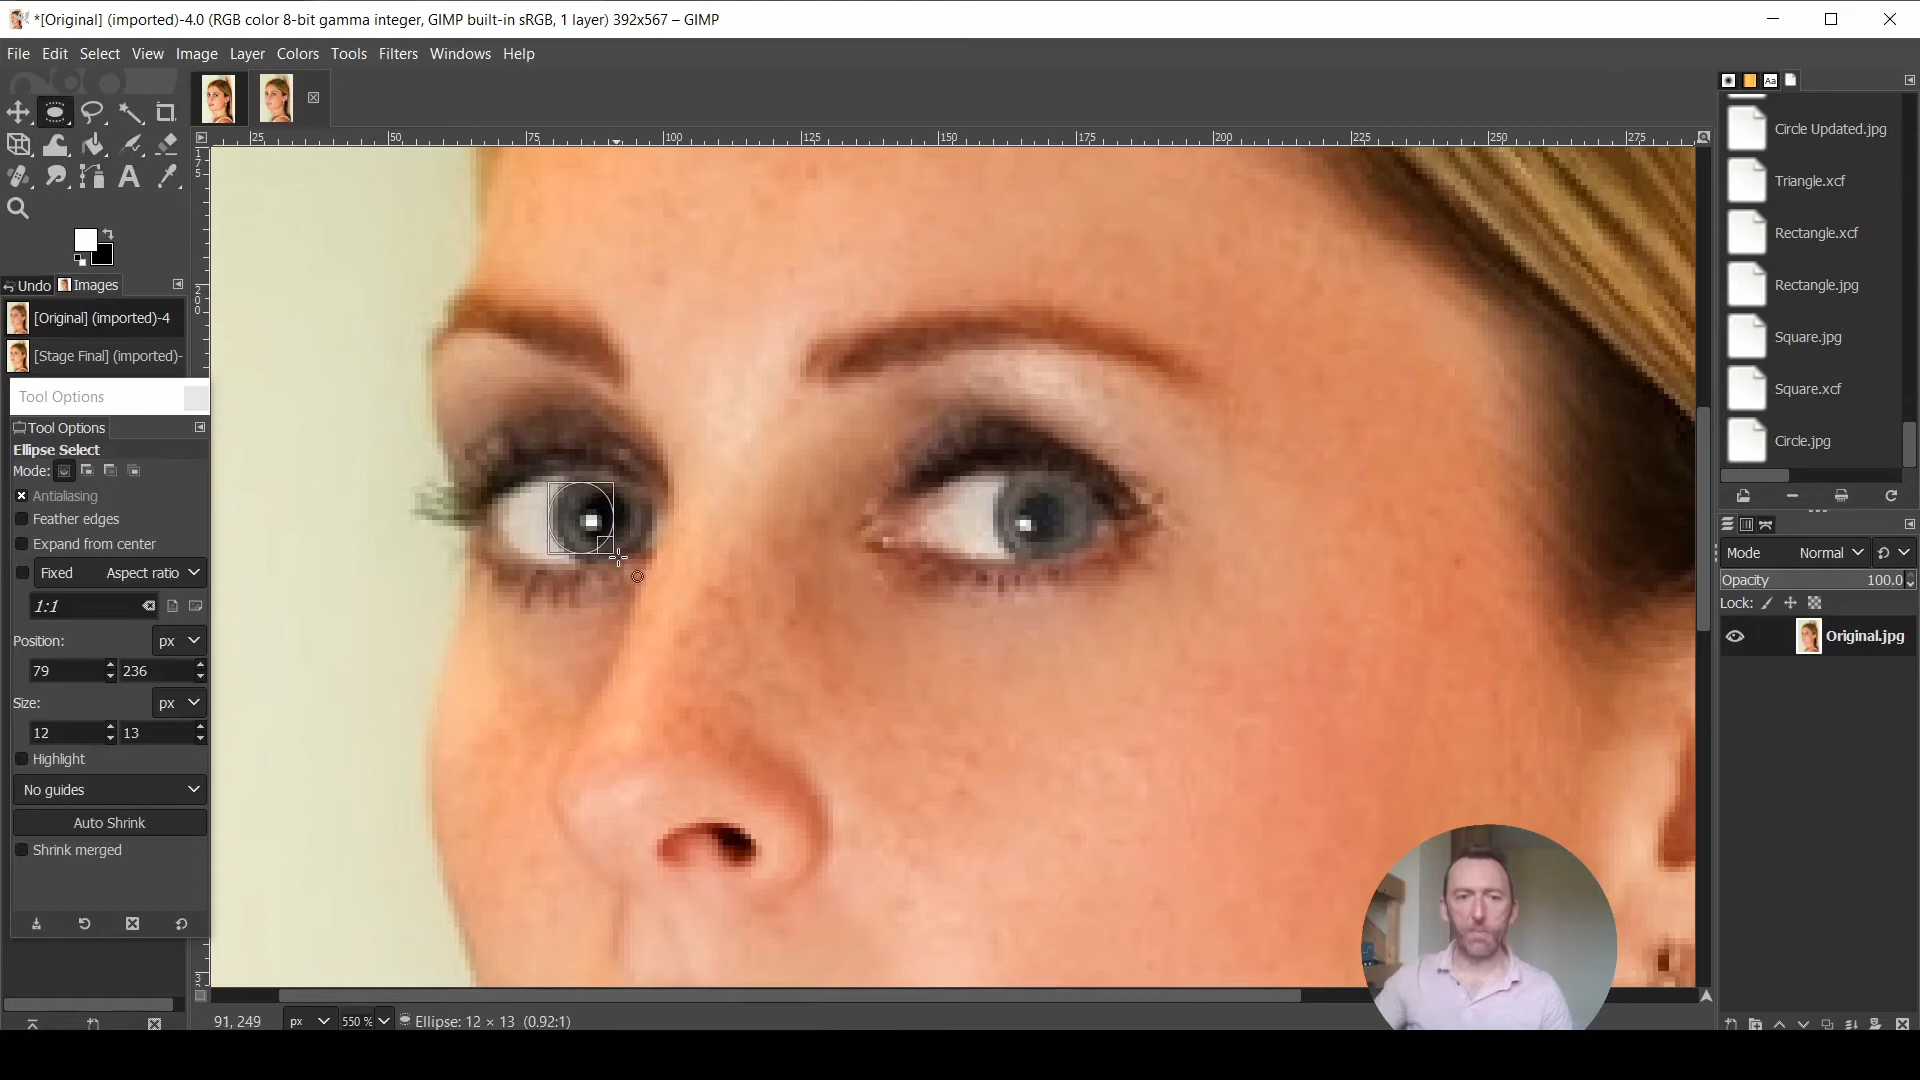 *[Original] (imported)-4.0 (RGB color 8-bit gamma integer, GIMP built-in sRGB, 1 layer) 392x567 – GIMP
File Edit Select View Image Layer Colors Tools Filters Windows Help
25 50 75 100 125 150 175 200 225 250 275
175
200
Undo Images
[Original] (imported)-4
[Stage Final] (imported)-
Tool Options
Tool Options
Ellipse Select
Mode:
Antialiasing
Feather edges
Expand from center
Fixed Aspect ratio
1:1
Position: px
79 236
Size: px
12 13
Highlight
No guides
Auto Shrink
Shrink merged
91, 249 px 550 % Ellipse: 12 × 13 (0.92:1)
Aa
Circle Updated.jpg
Triangle.xcf
Rectangle.xcf
Rectangle.jpg
Square.jpg
Square.xcf
Circle.jpg
Mode Normal
Opacity 100.0
Lock:
Original.jpg